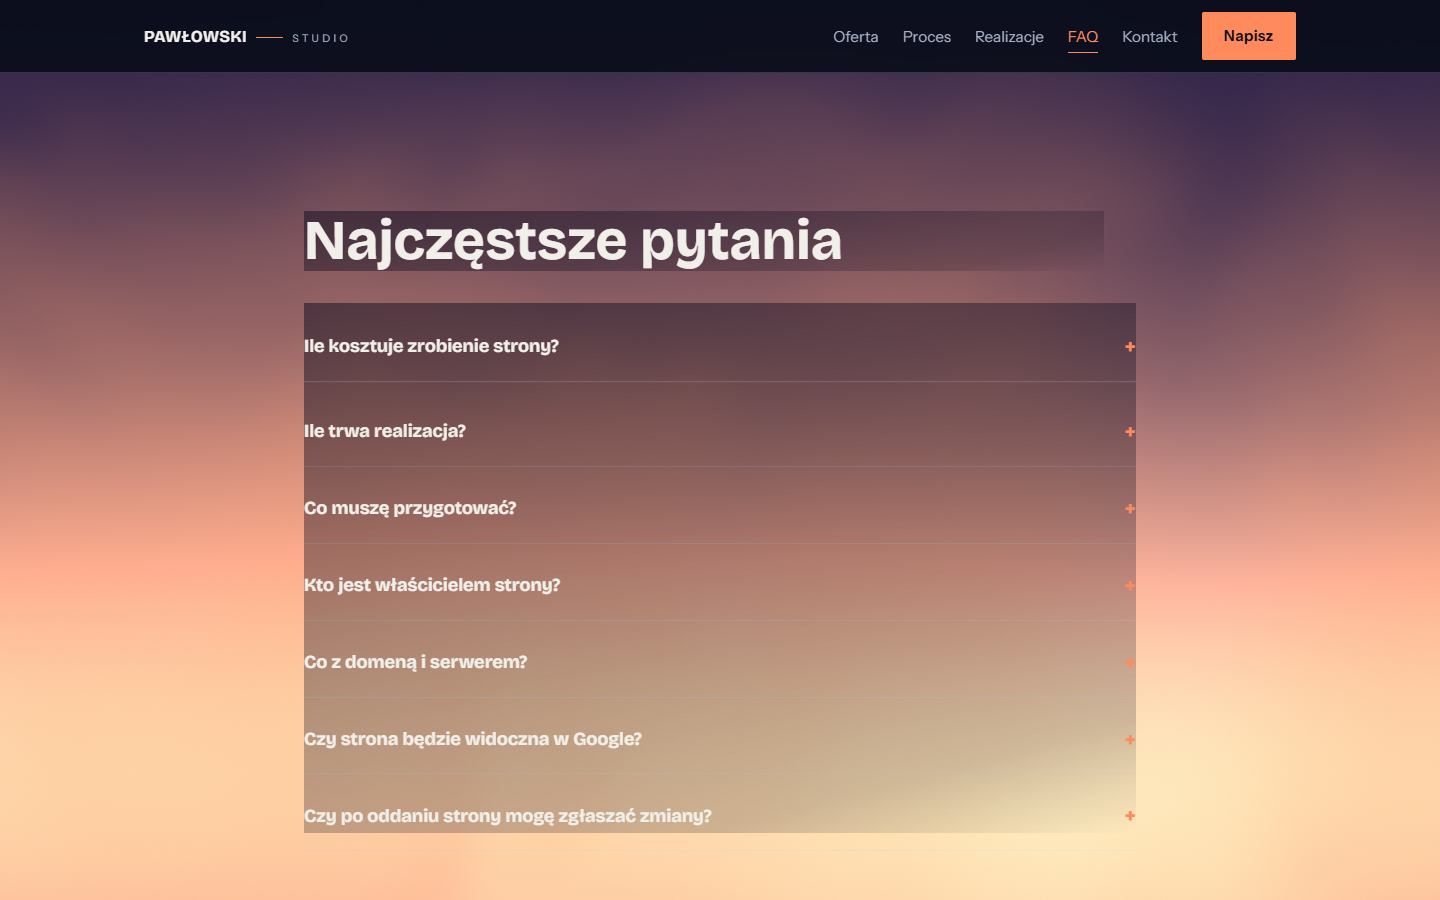 PAWŁOWSKI — STUDIO
Oferta Proces Realizacje FAQ Kontakt Napisz
Najczęstsze pytania
Ile kosztuje zrobienie strony? +
Ile trwa realizacja? +
Co muszę przygotować? +
Kto jest właścicielem strony? +
Co z domeną i serwerem? +
Czy strona będzie widoczna w Google? +
Czy po oddaniu strony mogę zgłaszać zmiany? +